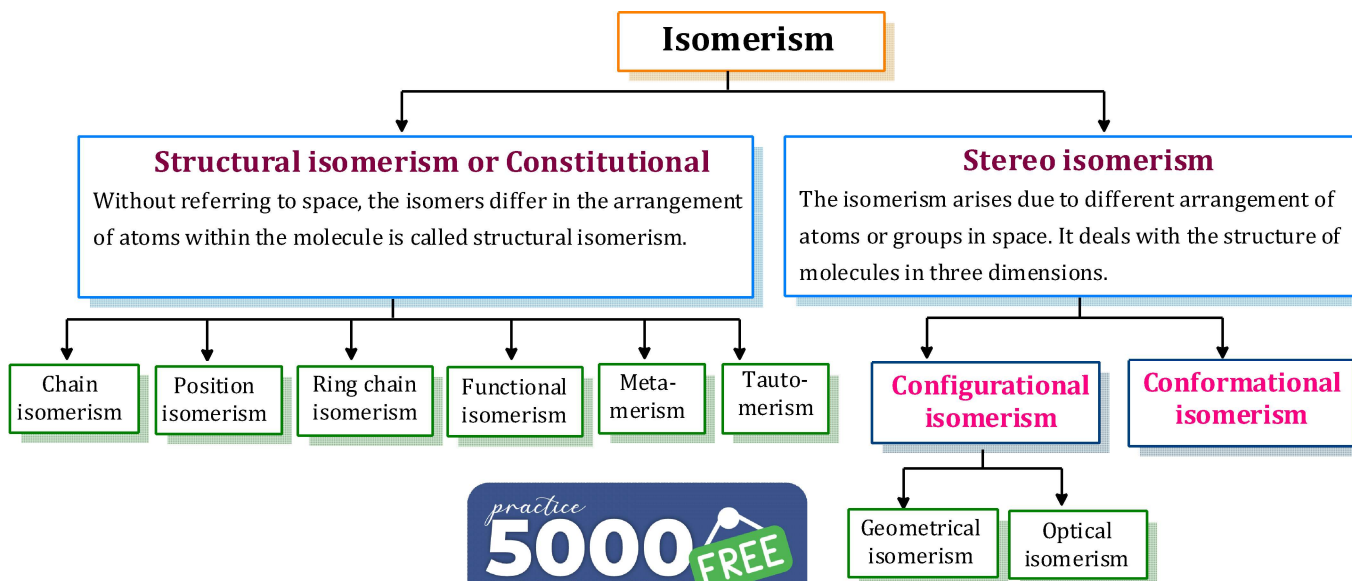 Isomerism
Structural isomerism or Constitutional
Without referring to space, the isomers differ in the arrangement
of atoms within the molecule is called structural isomerism.
Stereo isomerism
The isomerism arises due to different arrangement of
atoms or groups in space. It deals with the structure of
molecules in three dimensions.
Chain
isomerism
Position
isomerism
Ring chain
isomerism
Functional
isomerism
Meta-
merism
Tauto-
merism
Configurational
isomerism
Conformational
isomerism
Geometrical
isomerism
Optical
isomerism
practice
5000
FREE